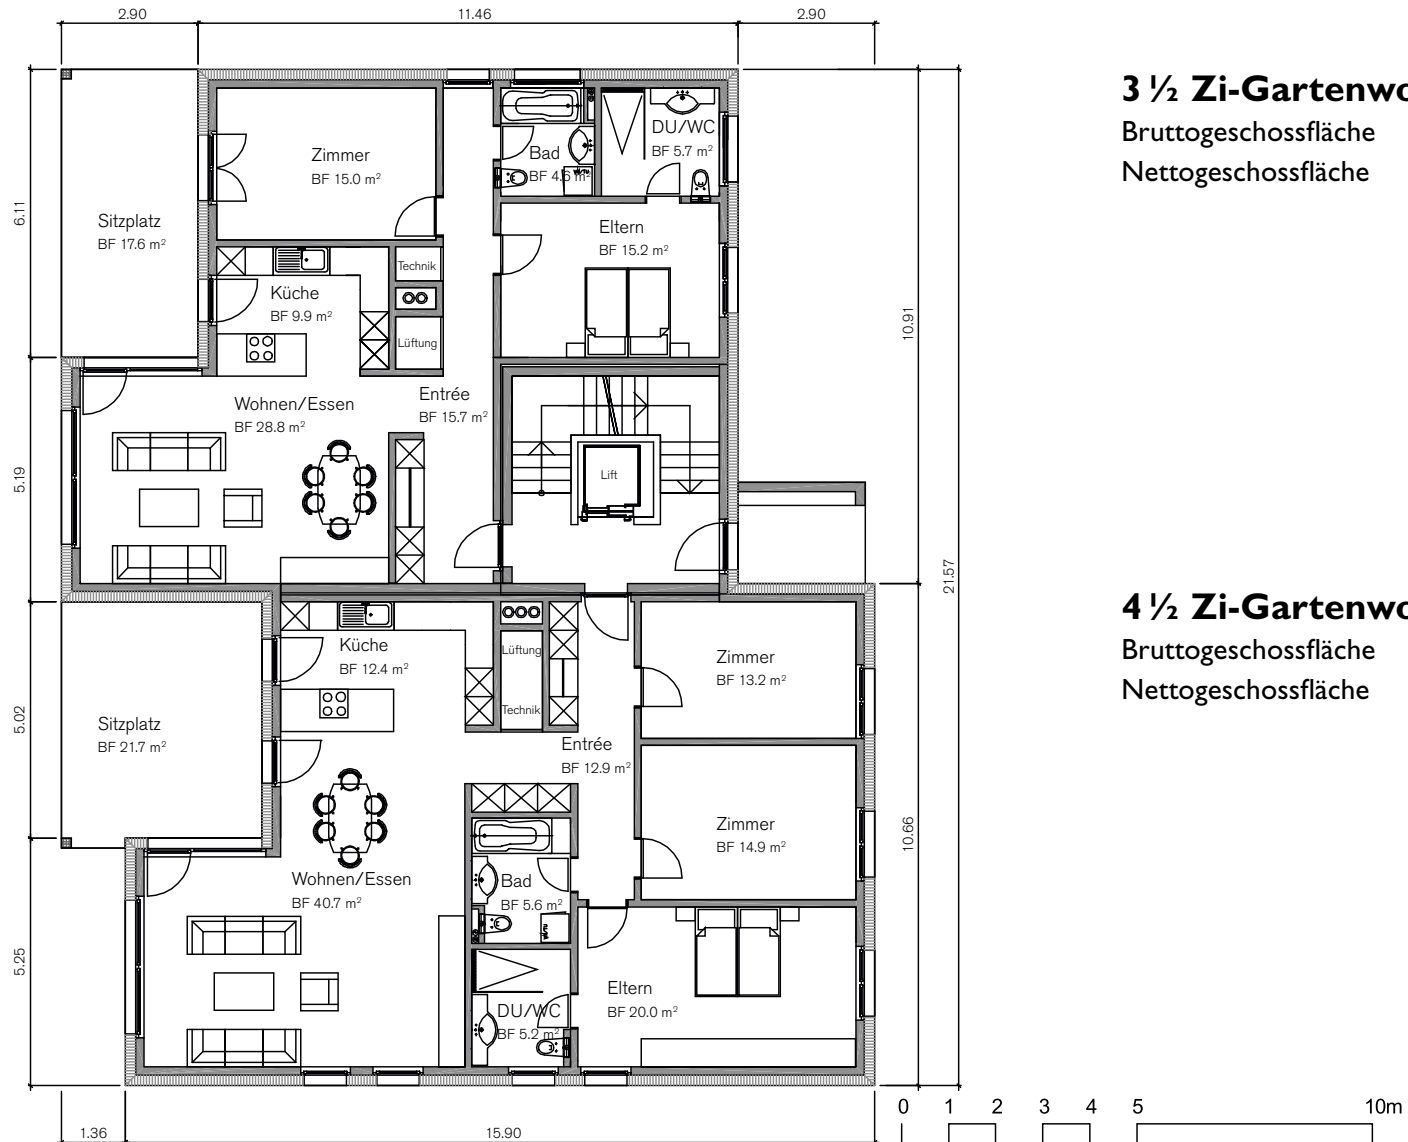 2.90
11.46
2.90
3 ½ Zi-Gartenwo
Bruttogeschossfläche
Nettogeschossfläche
Zimmer
BF 15.0 m²
Bad
BF 4.6 m²
DU/WC
BF 5.7 m²
6.11
Sitzplatz
BF 17.6 m²
Eltern
BF 15.2 m²
Technik
Küche
BF 9.9 m²
Lüftung
10.91
Wohnen/Essen
BF 28.8 m²
Entrée
BF 15.7 m²
5.19
Lift
21.57
4 ½ Zi-Gartenwo
Bruttogeschossfläche
Nettogeschossfläche
Küche
BF 12.4 m²
Lüftung
Technik
Zimmer
BF 13.2 m²
5.02
Sitzplatz
BF 21.7 m²
Entrée
BF 12.9 m²
Zimmer
BF 14.9 m²
10.66
Wohnen/Essen
BF 40.7 m²
Bad
BF 5.6 m²
5.25
Eltern
BF 20.0 m²
DU/WC
BF 5.2 m²
0 1 2 3 4 5 10m
1.36
15.90